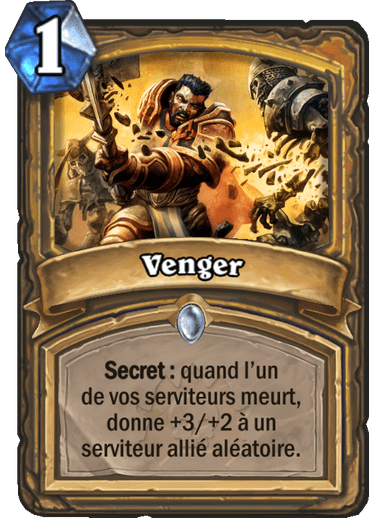 1
Venger
Secret : quand l’un
de vos serviteurs meurt,
donne +3/+2 à un
serviteur allié aléatoire.